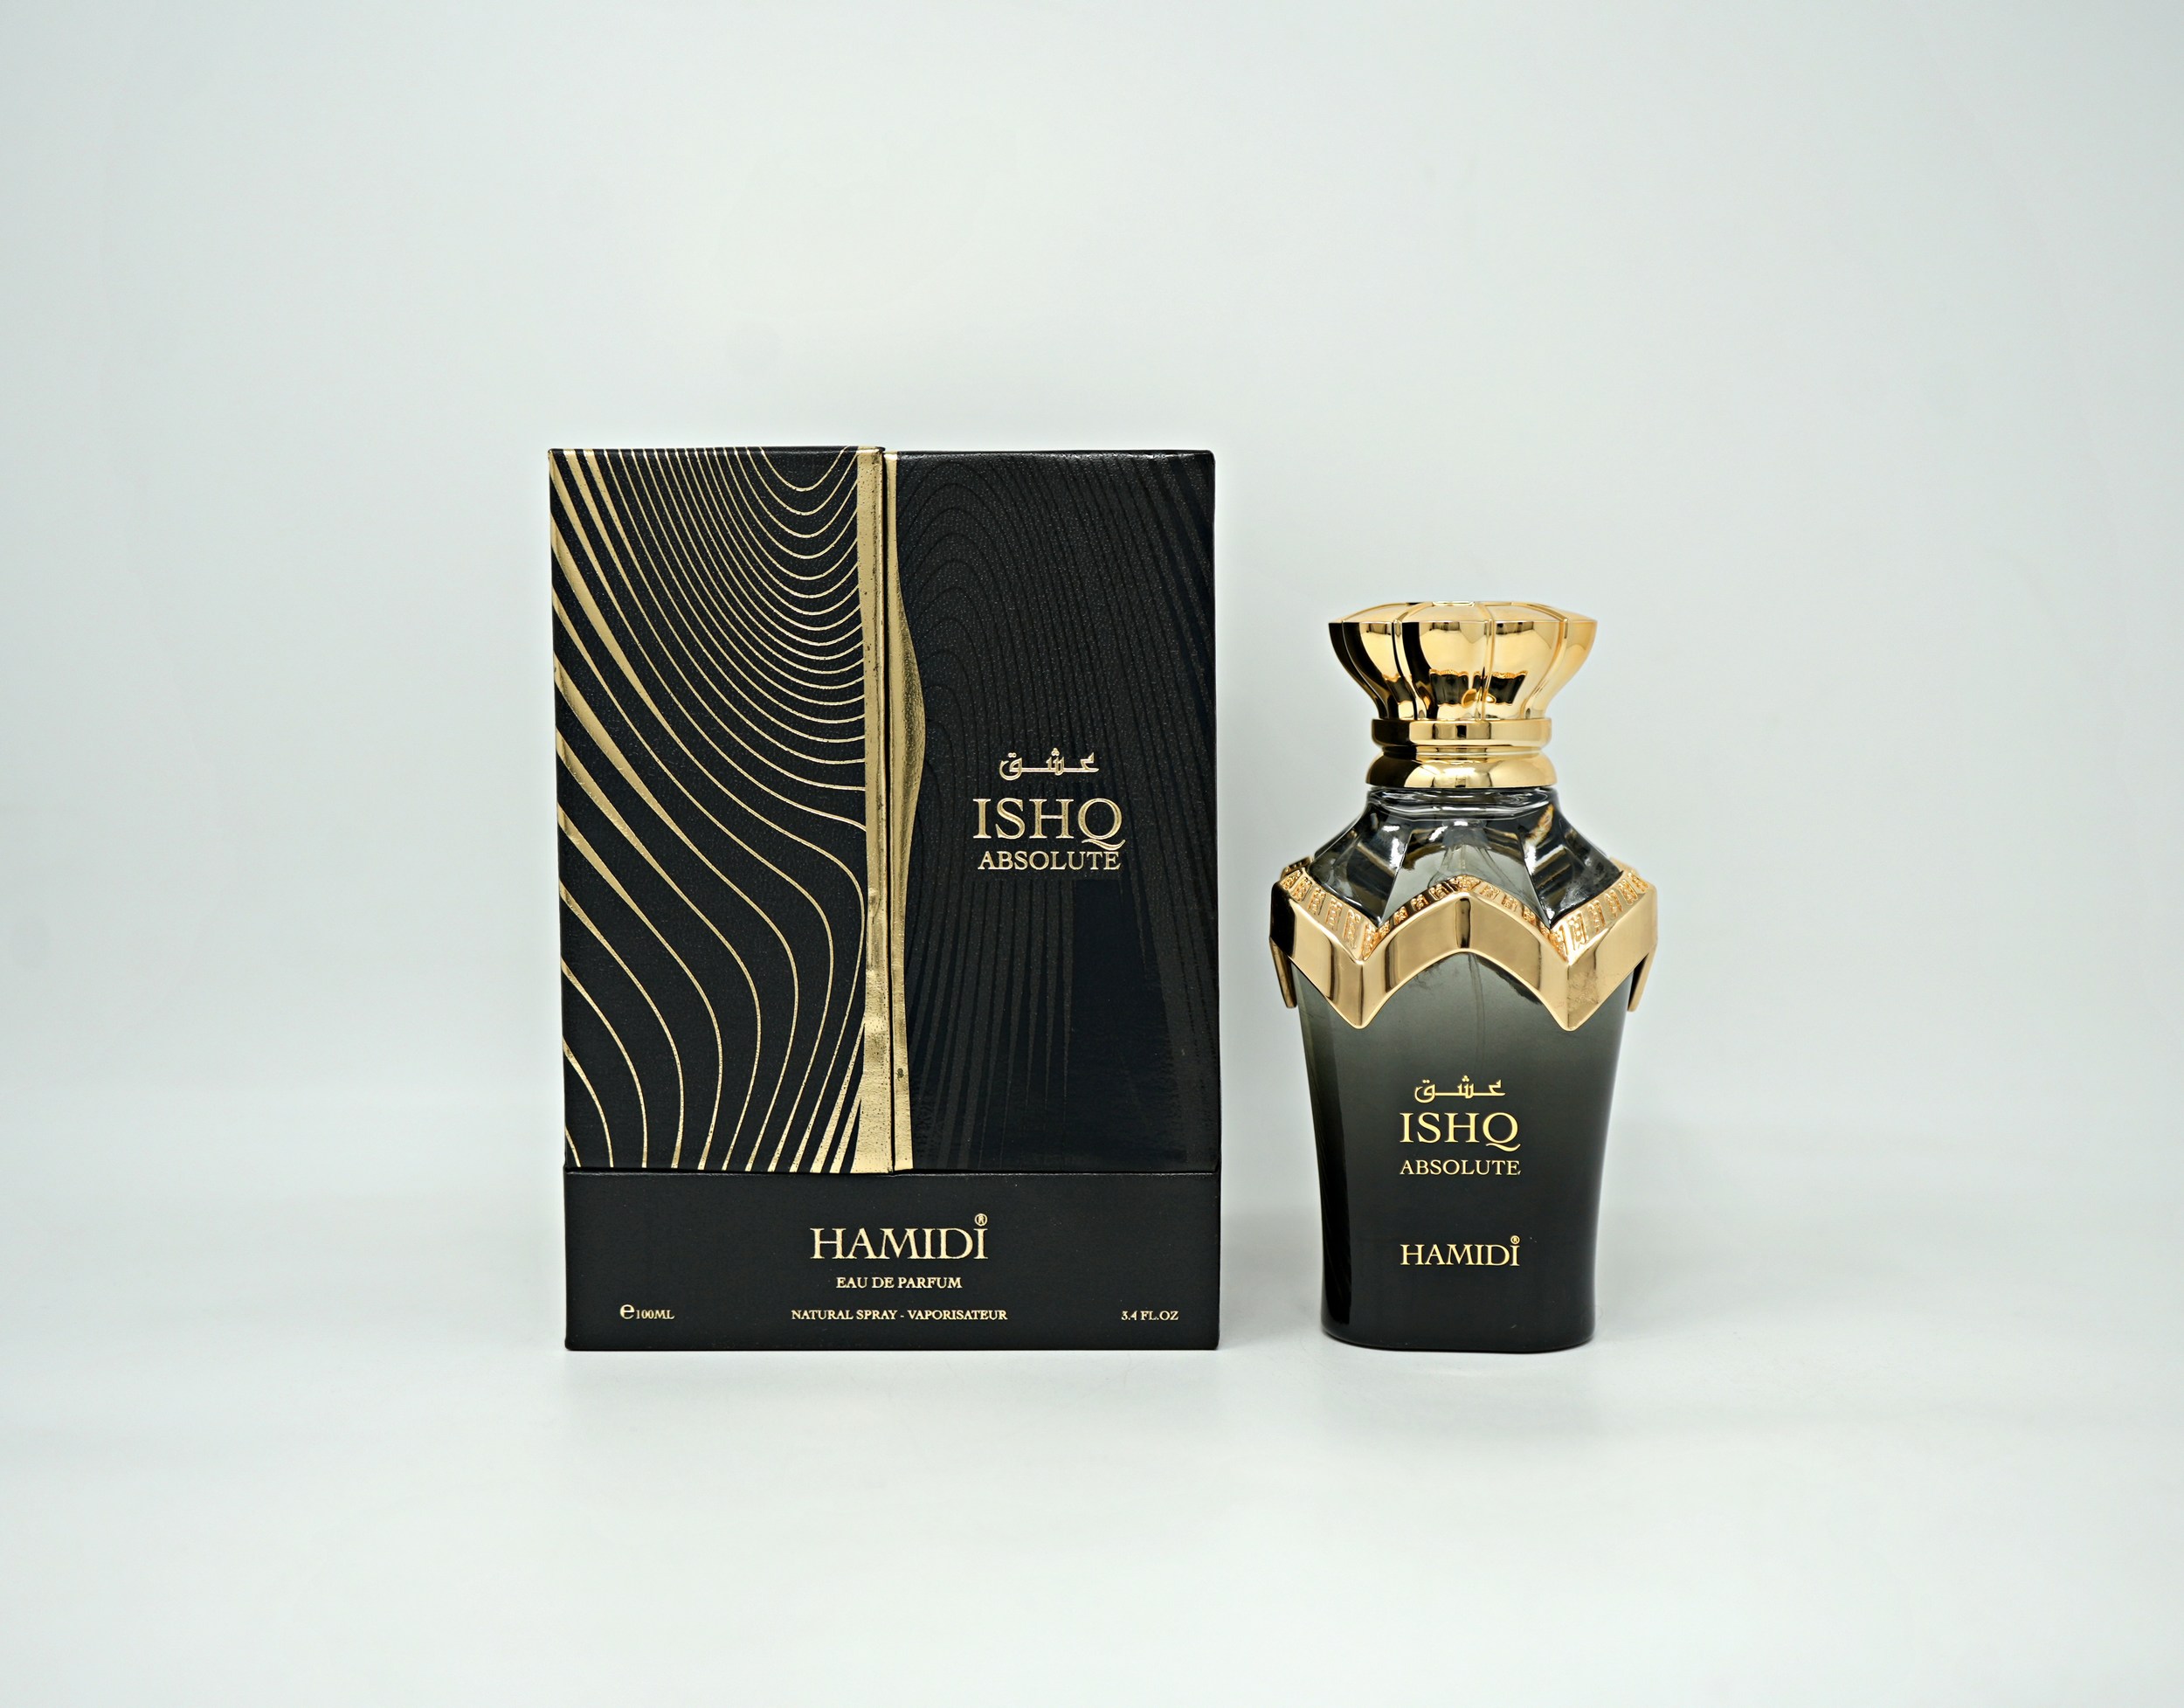 عشق
ISHQ
ABSOLUTE
HAMIDI®
EAU DE PARFUM
e100ML
NATURAL SPRAY - VAPORISATEUR
3.4 FL.OZ
عشق
ISHQ
ABSOLUTE
HAMIDI®